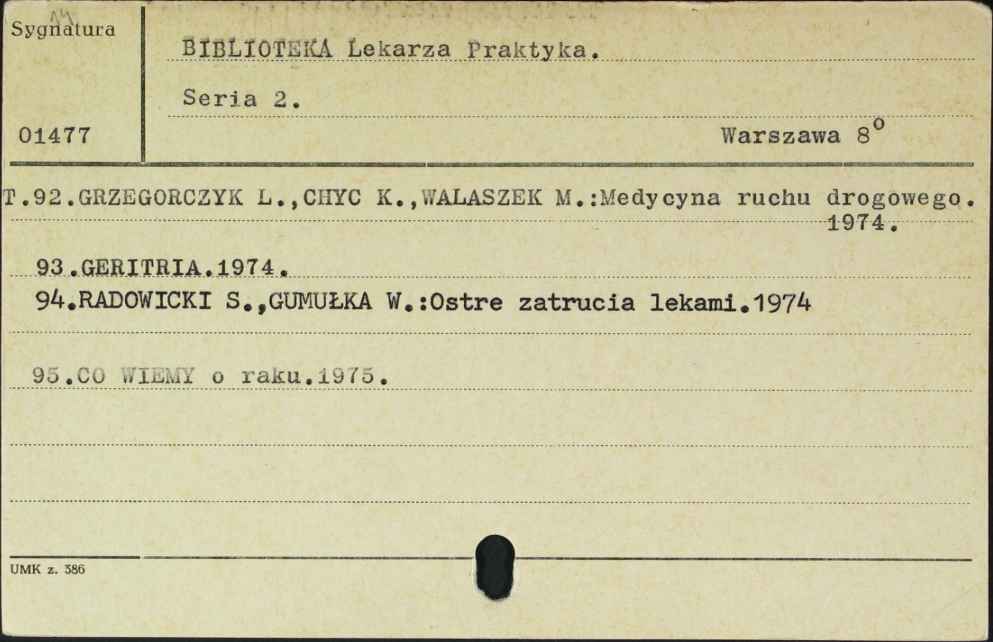 14
Sygnatura
BIBLIOTEKA Lekarza Praktyka.
Seria 2.
01477
Warszawa 8°
T.92.GRZEGORCZYK L.,CHYC K.,WALASZEK M.:Medycyna ruchu drogowego.
1974.
93.GERITRIA.1974.
94.RADOWICKI S.,GUMUŁKA W.:Ostre zatrucia lekami.1974
95.CO WIEMY o raku.1975.
UMK z. 386